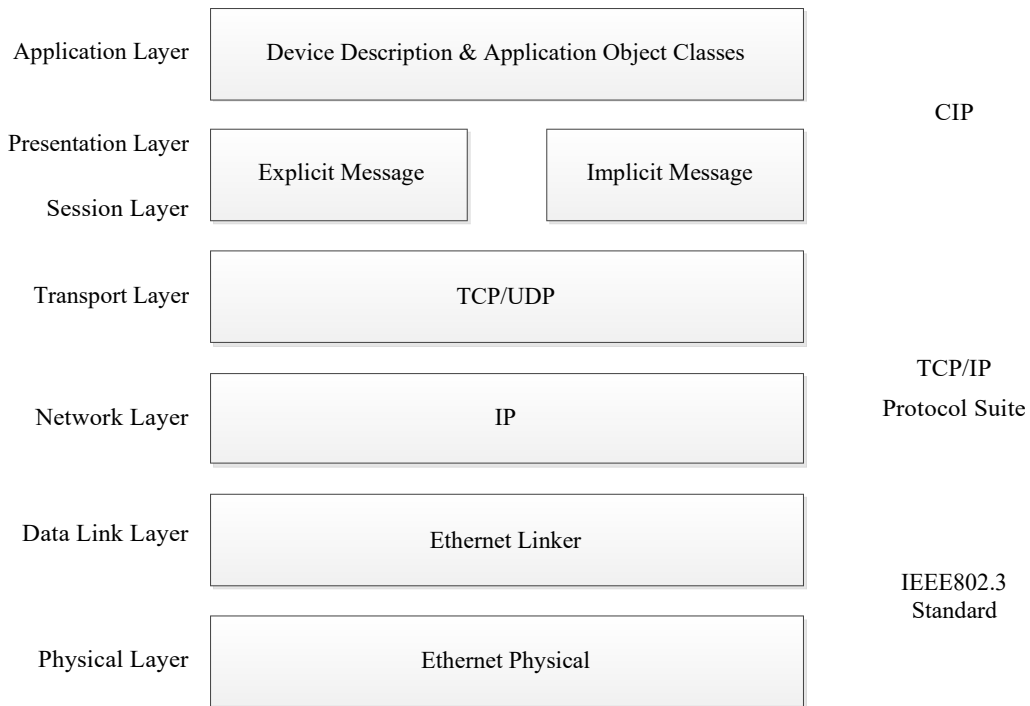 Application Layer
Device Description & Application Object Classes
CIP
Presentation Layer
Explicit Message
Implicit Message
Session Layer
Transport Layer
TCP/UDP
TCP/IP
Protocol Suite
Network Layer
IP
Data Link Layer
Ethernet Linker
IEEE802.3
Standard
Physical Layer
Ethernet Physical